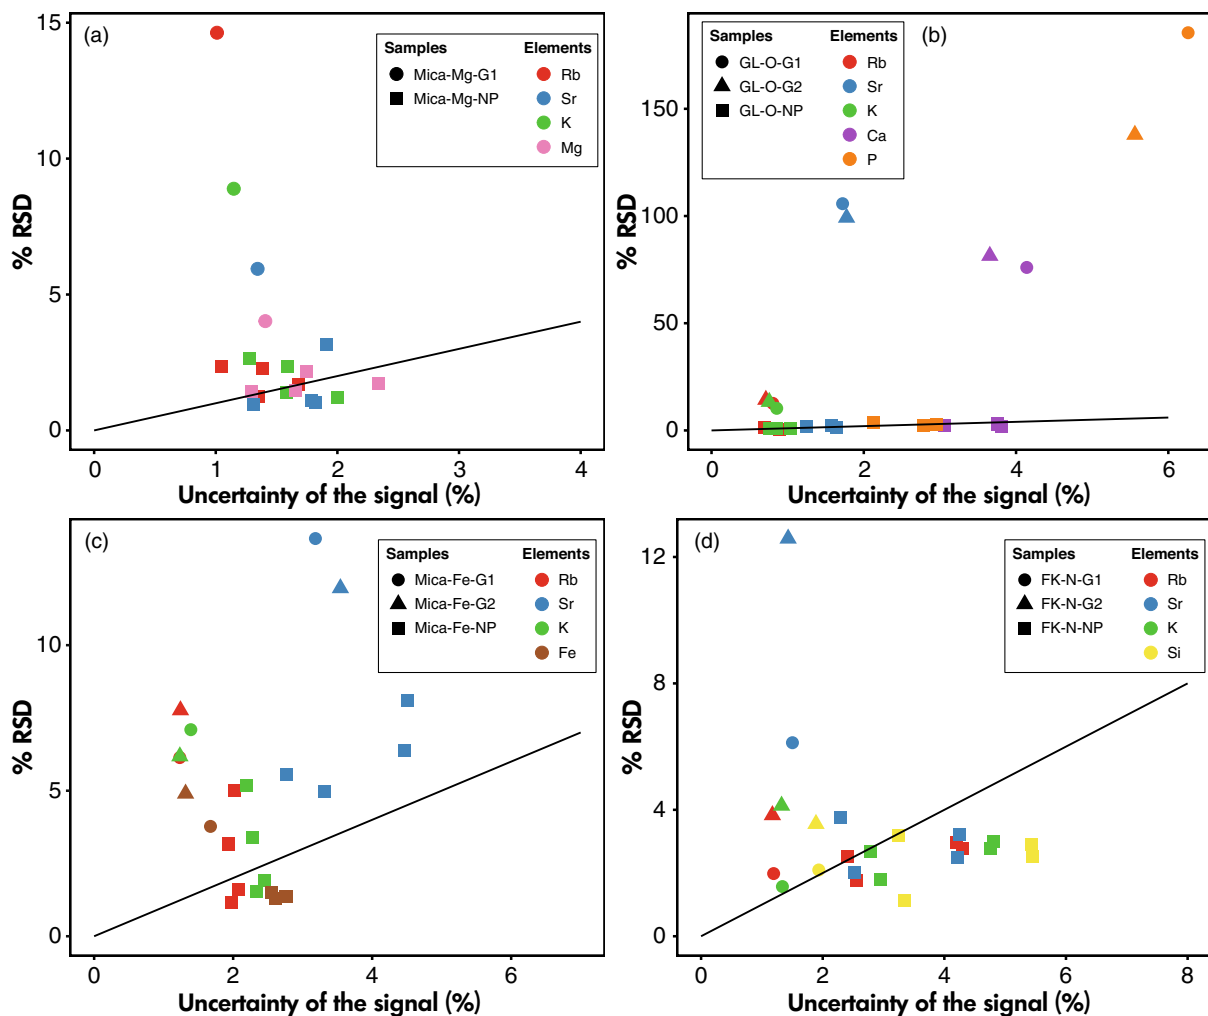 (a)
Samples Elements
Mica-Mg-G1 Rb
Mica-Mg-NP Sr
K
Mg
15
10
5
0
% RSD
0 1 2 3 4
Uncertainty of the signal (%)
(b)
Samples Elements
GL-O-G1 Rb
GL-O-G2 Sr
GL-O-NP K
Ca
P
150
100
50
0
% RSD
0 2 4 6
Uncertainty of the signal (%)
(c)
Samples Elements
Mica-Fe-G1 Rb
Mica-Fe-G2 Sr
Mica-Fe-NP K
Fe
10
5
0
% RSD
0 2 4 6
Uncertainty of the signal (%)
(d)
Samples Elements
FK-N-G1 Rb
FK-N-G2 Sr
FK-N-NP K
Si
12
8
4
0
% RSD
0 2 4 6 8
Uncertainty of the signal (%)